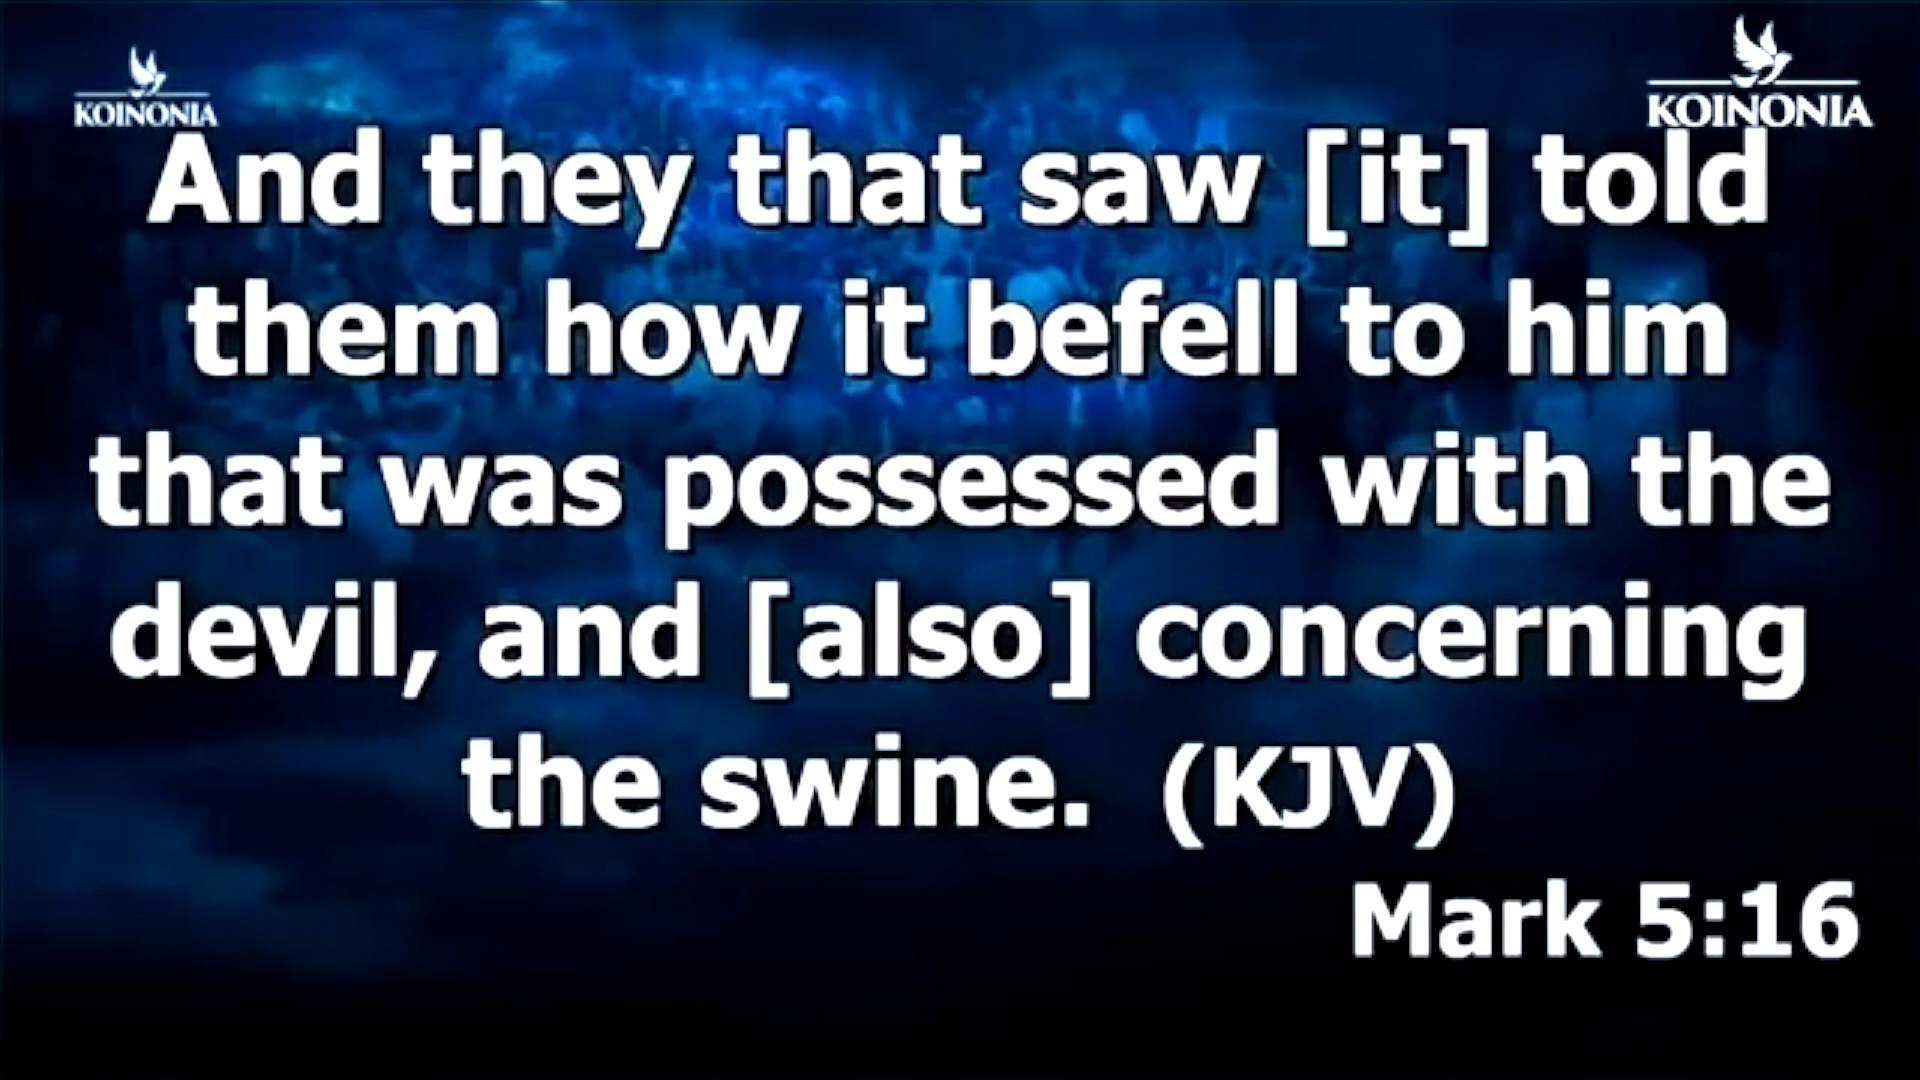 KOINONIA
KOINONIA
And they that saw [it] told
them how it befell to him
that was possessed with the
devil, and [also] concerning
the swine.  (KJV)
Mark 5:16